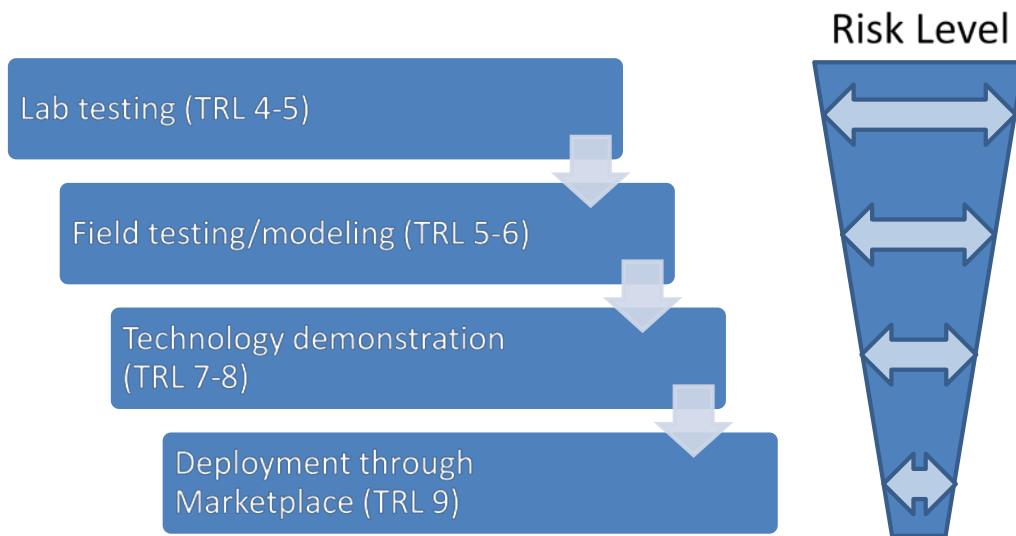 Risk Level
Lab testing (TRL 4-5)
Field testing/modeling (TRL 5-6)
Technology demonstration
(TRL 7-8)
Deployment through
Marketplace (TRL 9)